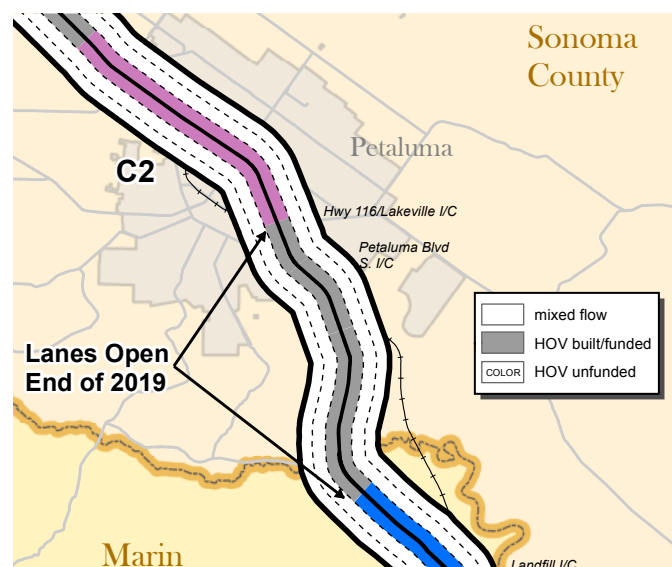 Sonoma
County
Petaluma
C2
Hwy 116/Lakeville I/C
Petaluma Blvd
S. I/C
mixed flow
HOV built/funded
COLOR HOV unfunded
Lanes Open
End of 2019
Marin
Landfill I/C